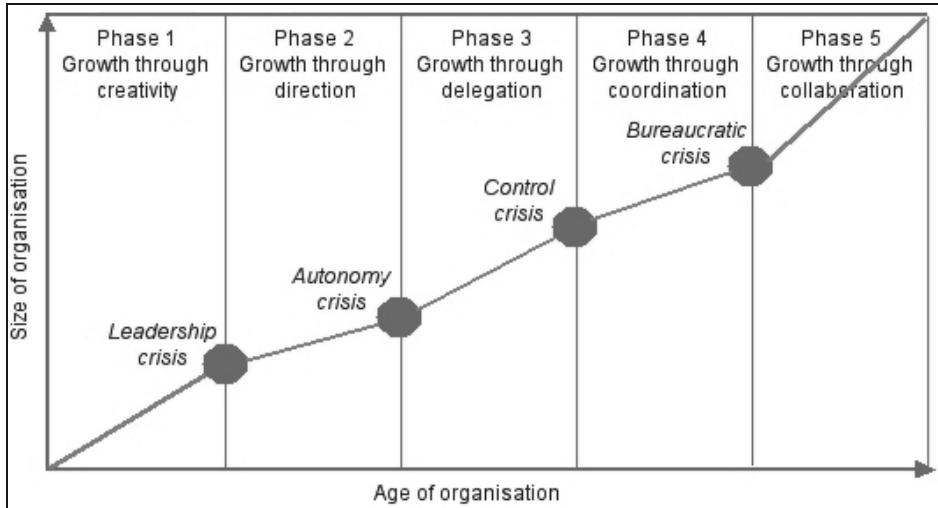 Phase 1
Growth through
creativity
Phase 2
Growth through
direction
Phase 3
Growth through
delegation
Phase 4
Growth through
coordination
Phase 5
Growth through
collaboration
Bureaucratic
crisis
Control
crisis
Autonomy
crisis
Leadership
crisis
Size of organisation
Age of organisation